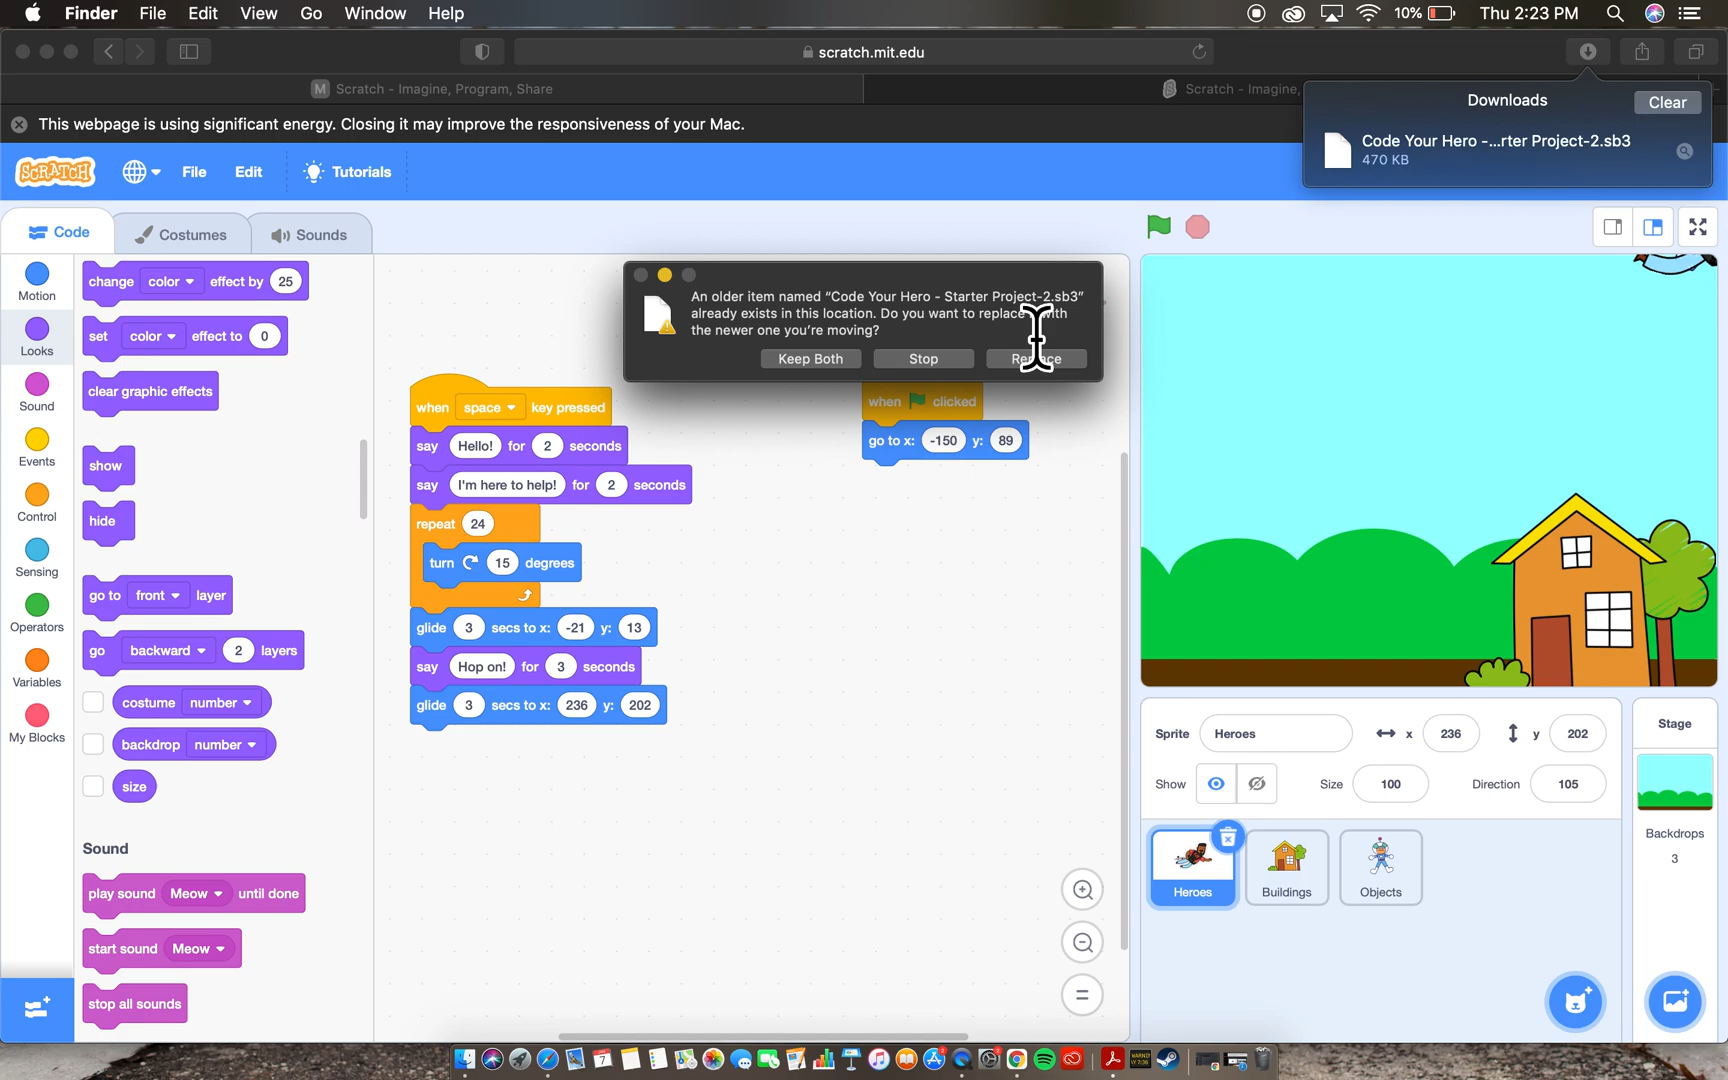 Finder File Edit View Go Window Help
10% Thu 2:23 PM
scratch.mit.edu
M Scratch - Imagine, Program, Share
Scratch - Imagine,
This webpage is using significant energy. Closing it may improve the responsiveness of your Mac.
Downloads
Clear
Code Your Hero -...rter Project-2.sb3
470 KB
SCRATCH File Edit Tutorials
Code Costumes Sounds
Motion
Looks
Sound
Events
Control
Sensing
Operators
Variables
My Blocks
change color effect by 25
set color effect to 0
clear graphic effects
show
hide
go to front layer
go backward 2 layers
costume number
backdrop number
size
Sound
play sound Meow until done
start sound Meow
stop all sounds
An older item named “Code Your Hero - Starter Project-2.sb3”
already exists in this location. Do you want to replace with
the newer one you’re moving?
Keep Both Stop
when space key pressed
say Hello! for 2 seconds
say I'm here to help! for 2 seconds
repeat 24
turn 15 degrees
glide 3 secs to x: -21 y: 13
say Hop on! for 3 seconds
glide 3 secs to x: 236 y: 202
when clicked
go to x: -150 y: 89
Sprite Heroes x 236 y 202
Show Size 100 Direction 105
Heroes
Buildings
Objects
Stage
Backdrops
3